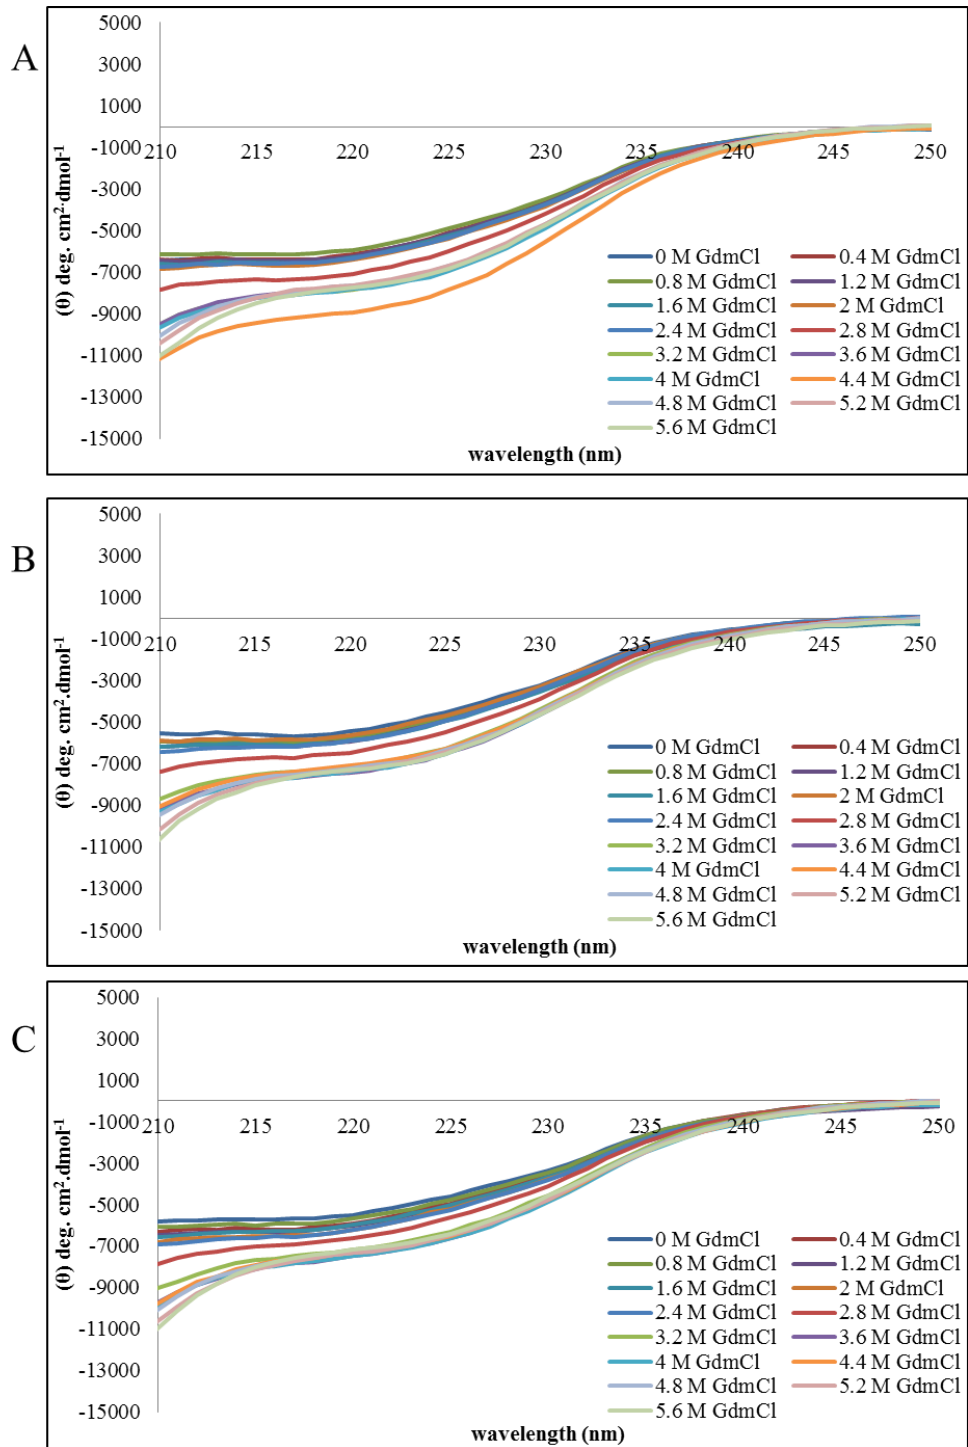 A
5000
3000
1000
-1000
-3000
-5000
-7000
-9000
-11000
-13000
-15000
(θ) deg. cm²·dmol⁻¹
210 215 220 225 230 235 240 245 250
0 M GdmCl 0.4 M GdmCl
0.8 M GdmCl 1.2 M GdmCl
1.6 M GdmCl 2 M GdmCl
2.4 M GdmCl 2.8 M GdmCl
3.2 M GdmCl 3.6 M GdmCl
4 M GdmCl 4.4 M GdmCl
4.8 M GdmCl 5.2 M GdmCl
5.6 M GdmCl
wavelength (nm)
B
5000
3000
1000
-1000
-3000
-5000
-7000
-9000
-11000
-13000
-15000
(θ) deg. cm².dmol⁻¹
210 215 220 225 230 235 240 245 250
0 M GdmCl 0.4 M GdmCl
0.8 M GdmCl 1.2 M GdmCl
1.6 M GdmCl 2 M GdmCl
2.4 M GdmCl 2.8 M GdmCl
3.2 M GdmCl 3.6 M GdmCl
4 M GdmCl 4.4 M GdmCl
4.8 M GdmCl 5.2 M GdmCl
5.6 M GdmCl
wavelength (nm)
C
5000
3000
1000
-1000
-3000
-5000
-7000
-9000
-11000
-13000
-15000
(θ) deg. cm².dmol⁻¹
210 215 220 225 230 235 240 245 250
0 M GdmCl 0.4 M GdmCl
0.8 M GdmCl 1.2 M GdmCl
1.6 M GdmCl 2 M GdmCl
2.4 M GdmCl 2.8 M GdmCl
3.2 M GdmCl 3.6 M GdmCl
4 M GdmCl 4.4 M GdmCl
4.8 M GdmCl 5.2 M GdmCl
5.6 M GdmCl
wavelength (nm)